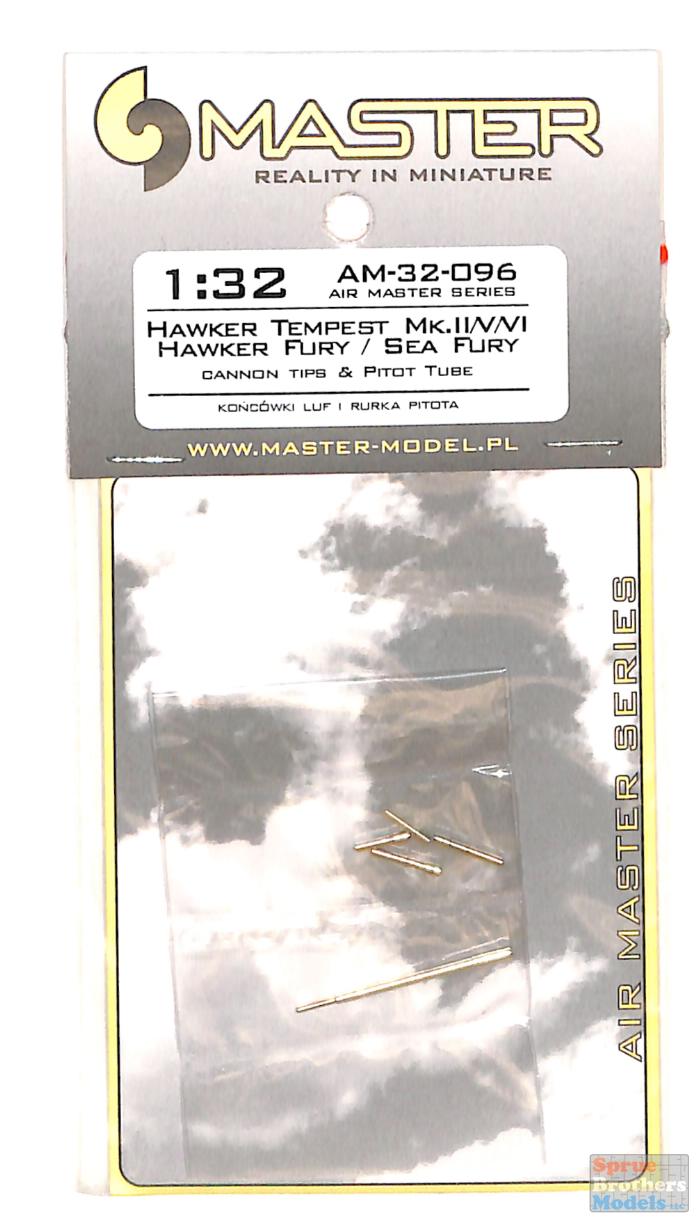 MASTER
REALITY IN MINIATURE
1:32
AM-32-096
AIR MASTER SERIES
HAWKER TEMPEST MK.II/V/VI
HAWKER FURY / SEA FURY
CANNON TIPS & PITOT TUBE
KOŃCÓWKI LUF I RURKA PITOTA
WWW.MASTER-MODEL.PL
AIR MASTER SERIES
Sprue
Brothers
Models LLC